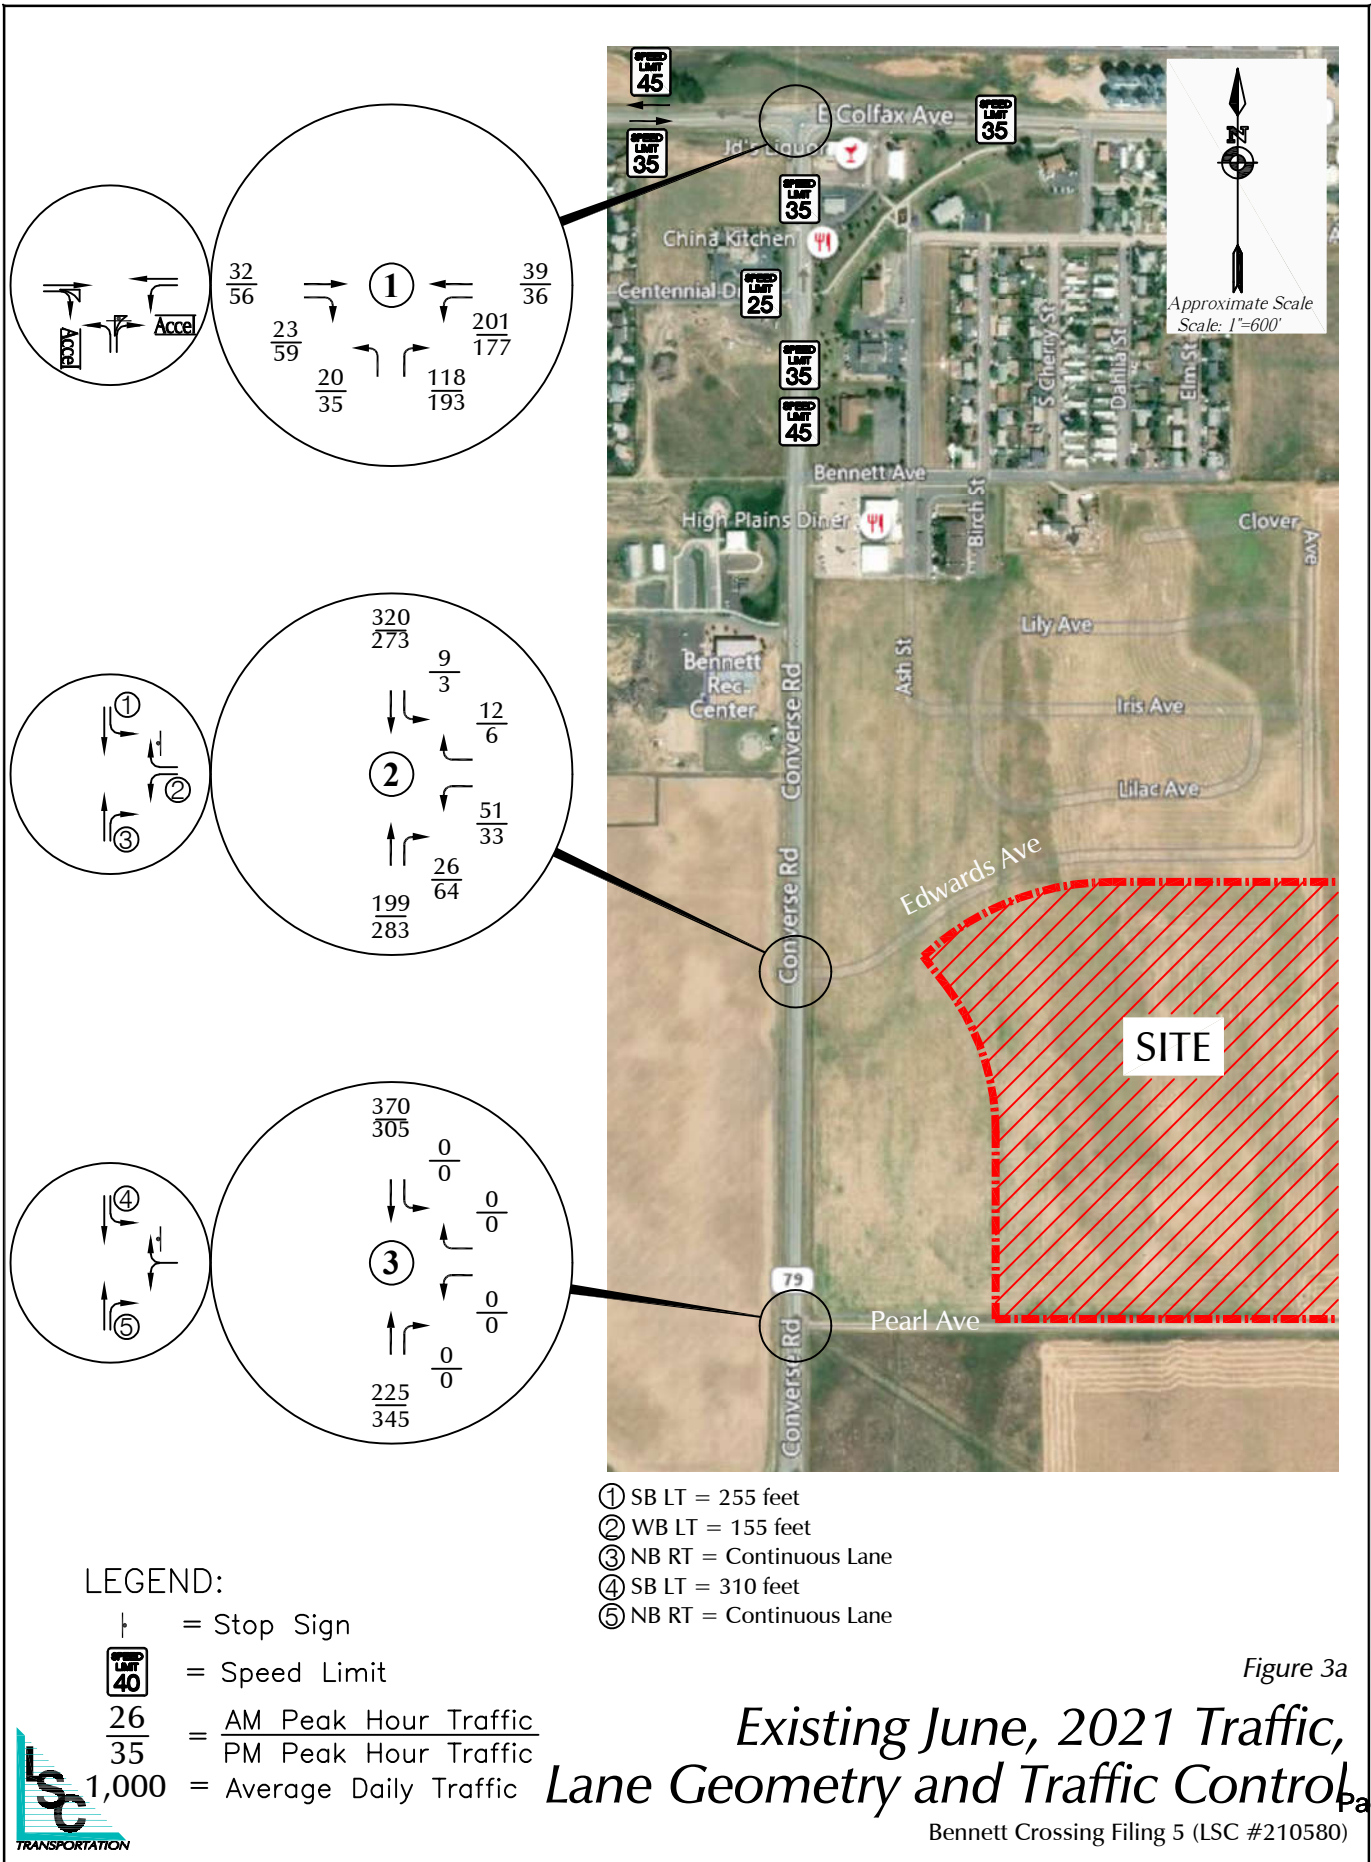 SPEED
LIMIT
45
SPEED
LIMIT
35
E Colfax Ave
SPEED
LIMIT
35
Jd's Liquor
SPEED
LIMIT
35
China Kitchen
Centennial D
SPEED
LIMIT
25
SPEED
LIMIT
35
SPEED
LIMIT
45
N
Approximate Scale
Scale: 1"=600'
S Cherry St
Dahlia St
Elm St
Bennett Ave
High Plains Diner
Birch St
Clover
Ave
Lily Ave
Ash St
Bennett
Rec
Center
Converse Rd
Iris Ave
Lilac Ave
Converse Rd
Edwards Ave
SITE
79
Pearl Ave
Converse Rd
Accel
Accel
32
56
1
39
36
23
59
201
177
20
35
118
193
1
2
3
320
273
9
3
12
6
2
51
33
26
64
199
283
4
5
370
305
0
0
0
0
3
0
0
0
0
225
345
1 SB LT = 255 feet
2 WB LT = 155 feet
3 NB RT = Continuous Lane
4 SB LT = 310 feet
5 NB RT = Continuous Lane
LEGEND:
= Stop Sign
SPEED
LIMIT
40
= Speed Limit
26
35
= AM Peak Hour Traffic
PM Peak Hour Traffic
1,000 = Average Daily Traffic
LSC
TRANSPORTATION
Figure 3a
Existing June, 2021 Traffic,
Lane Geometry and Traffic Control
Pa
Bennett Crossing Filing 5 (LSC #210580)